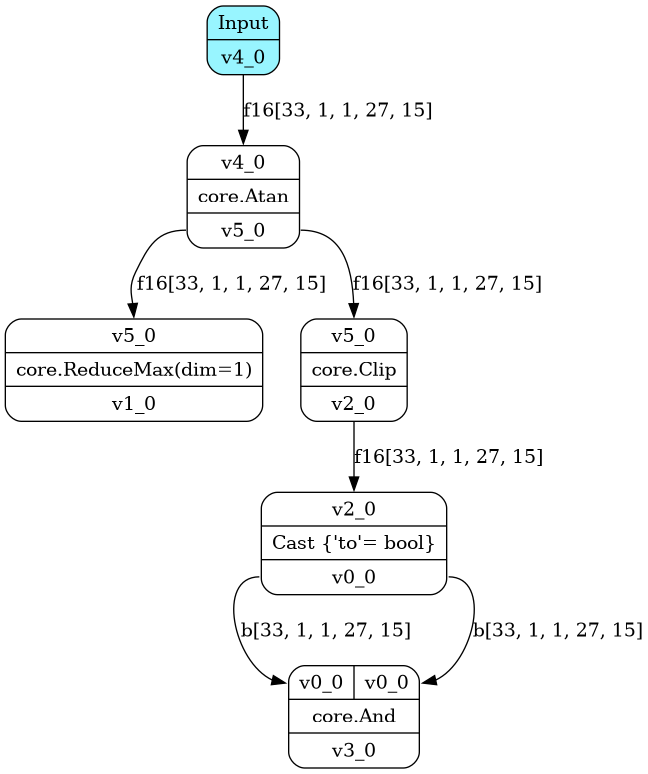 Input
v4_0
f16[33, 1, 1, 27, 15]
v4_0
core.Atan
v5_0
f16[33, 1, 1, 27, 15]
f16[33, 1, 1, 27, 15]
v5_0
core.ReduceMax(dim=1)
v1_0
v5_0
core.Clip
v2_0
f16[33, 1, 1, 27, 15]
v2_0
Cast {'to'= bool}
v0_0
b[33, 1, 1, 27, 15]
b[33, 1, 1, 27, 15]
v0_0 v0_0
core.And
v3_0